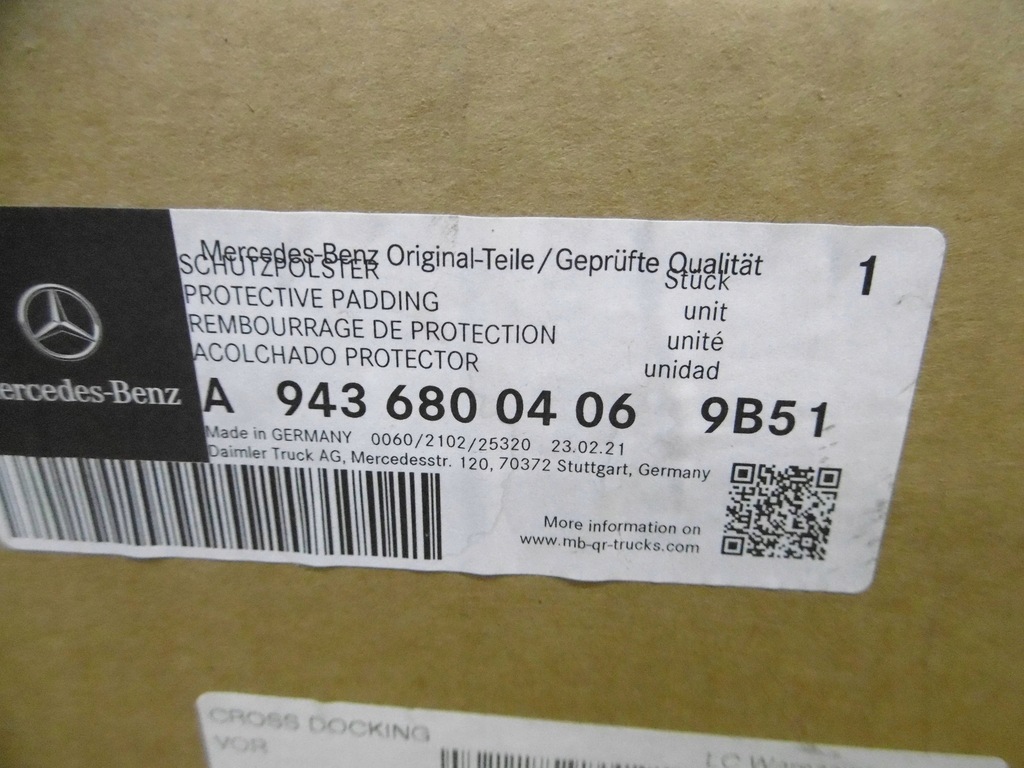 Mercedes-Benz Original-Teile/Geprüfte Qualität
SCHUTZPOLSTER Stück 1
PROTECTIVE PADDING unit
REMBOURRAGE DE PROTECTION unité
ACOLCHADO PROTECTOR unidad
ercedes-Benz
A 943 680 04 06 9B51
Made in GERMANY 0060/2102/25320 23.02.21
Daimler Truck AG, Mercedesstr. 120, 70372 Stuttgart, Germany
More information on
www.mb-qr-trucks.com
CROSS DOCKING
VOR
LC